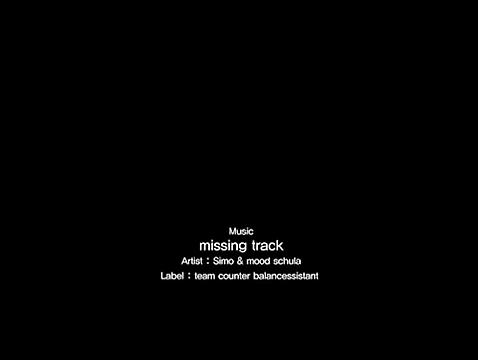 Music
missing track
Artist：Simo & mood schula
Label：team counter balancessistant